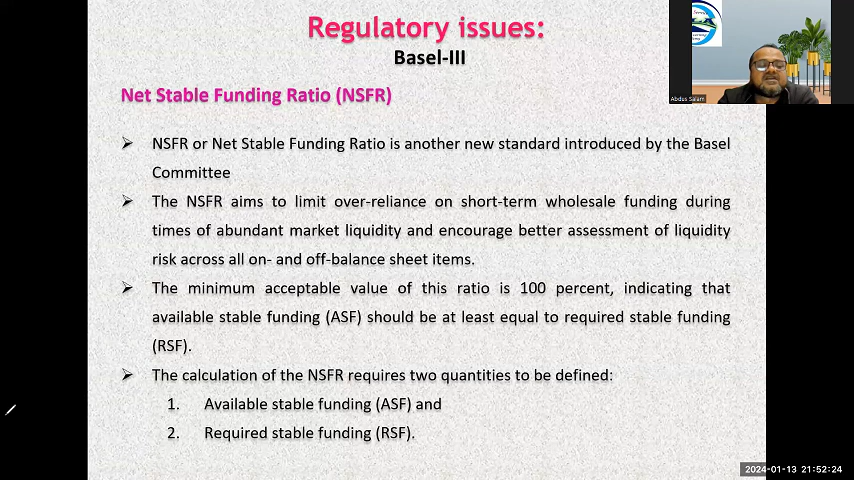 Regulatory issues:
Basel-III
Net Stable Funding Ratio (NSFR)
NSFR or Net Stable Funding Ratio is another new standard introduced by the Basel
Committee
The NSFR aims to limit over-reliance on short-term wholesale funding during
times of abundant market liquidity and encourage better assessment of liquidity
risk across all on- and off-balance sheet items.
The minimum acceptable value of this ratio is 100 percent, indicating that
available stable funding (ASF) should be at least equal to required stable funding
(RSF).
The calculation of the NSFR requires two quantities to be defined:
1. Available stable funding (ASF) and
2. Required stable funding (RSF).
Abdus Salam
2024-01-13 21:52:24